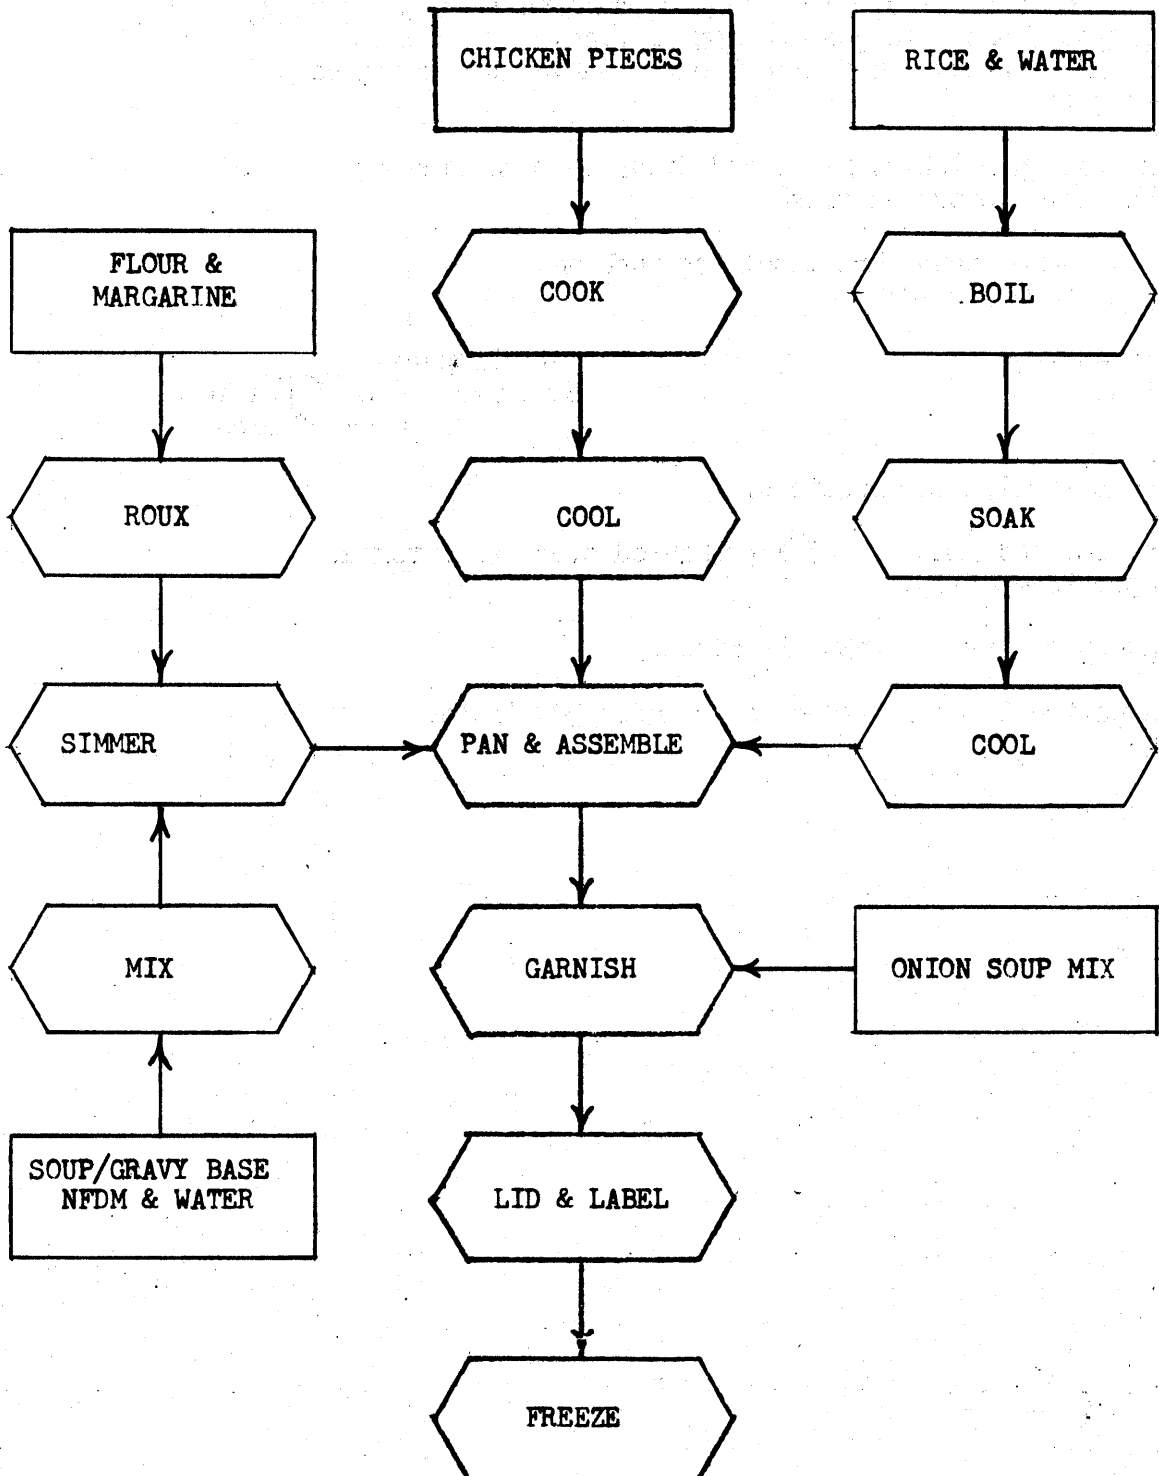 CHICKEN PIECES
RICE & WATER
FLOUR &
MARGARINE
COOK
BOIL
ROUX
COOL
SOAK
SIMMER
PAN & ASSEMBLE
COOL
MIX
GARNISH
ONION SOUP MIX
SOUP/GRAVY BASE
NFDM & WATER
LID & LABEL
FREEZE